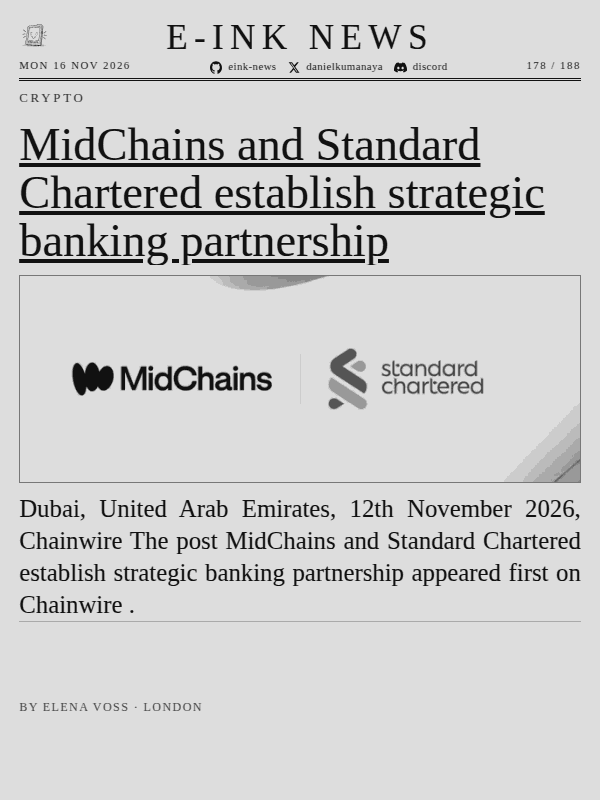 E-INK NEWS
MON 16 NOV 2026
eink-news danielkumanaya discord
178 / 188
CRYPTO
MidChains and Standard
Chartered establish strategic
banking partnership
MidChains
standard
chartered
Dubai, United Arab Emirates, 12th November 2026,
Chainwire The post MidChains and Standard Chartered
establish strategic banking partnership appeared first on
Chainwire .
BY ELENA VOSS · LONDON